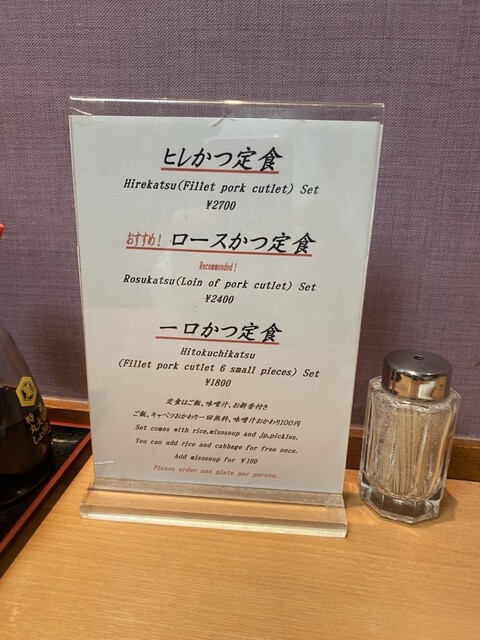 ヒレかつ定食
Hirekatsu(Fillet pork cutlet) Set
¥2700
おすすめ! ロースかつ定食
Recommended!
Rosukatsu(Loin of pork cutlet) Set
¥2400
一口かつ定食
Hitokuchikatsu
(Fillet pork cutlet 6 small pieces) Set
¥1800
定食はご飯、味噌汁、お新香付き
ご飯、キャベツおかわり一回無料、味噌汁おかわり100円
Set comes with rice,misosoup and jp,pickles.
You can add rice and cabbage for free once.
Add misosoup for ¥100
Please order one plate per person.